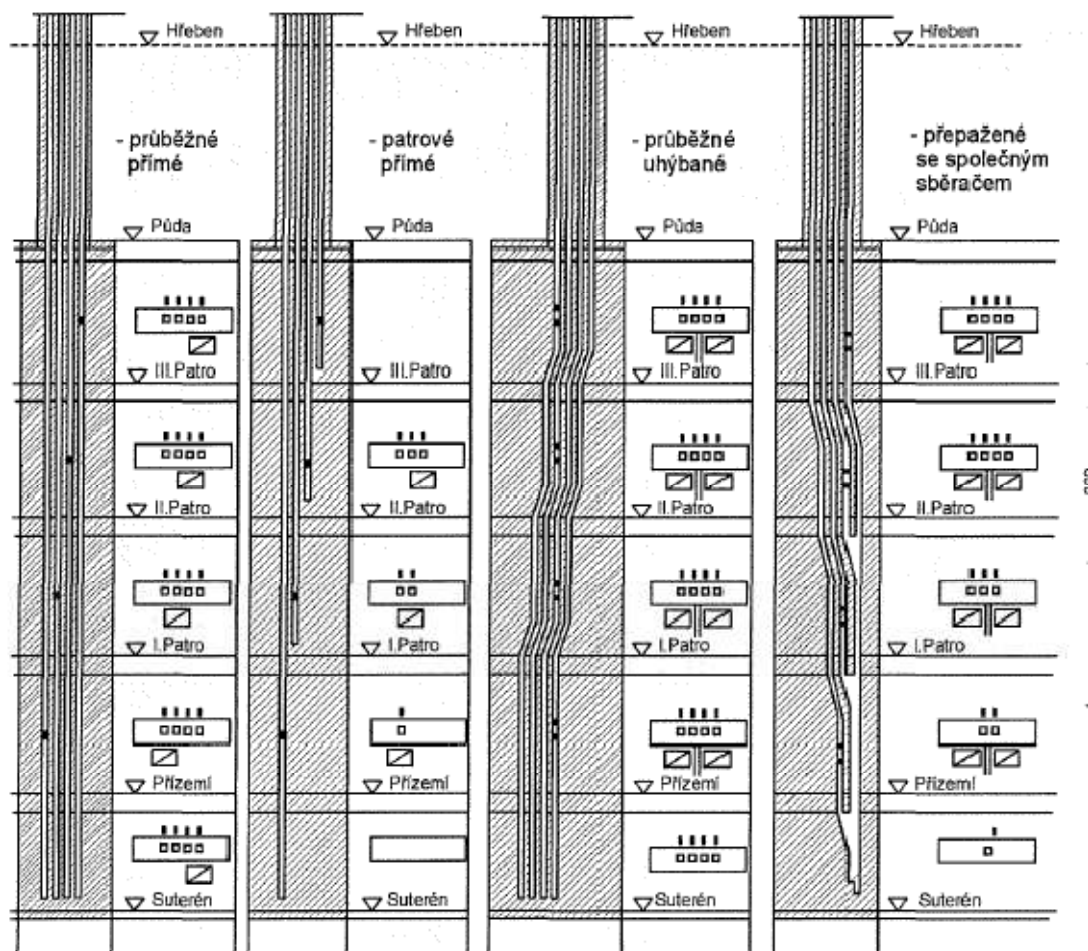 Hřeben
Hřeben
Hřeben
Hřeben
- průběžné
přímé
- patrové
přímé
- průběžné
uhýbané
- přepažené
se společným
sběračem
Půda
Půda
Půda
Půda
III.Patro
III.Patro
III.Patro
III.Patro
II.Patro
II.Patro
II.Patro
II.Patro
I.Patro
I.Patro
I.Patro
I.Patro
Přízemí
Přízemí
Přízemí
Přízemí
Suterén
Suterén
Suterén
Suterén